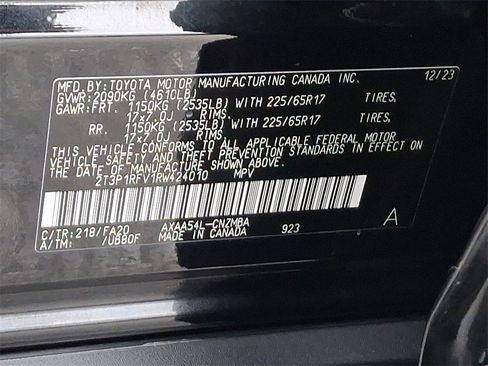 MFD.BY:TOYOTA MOTOR MANUFACTURING CANADA INC. 12/23
GVWR:2090KG (4610LB)
GAWR:FRT. 1150KG (2535LB) WITH 225/65R17 TIRES,
17x7.0J RIMS,
RR. 1150KG (2535LB) WITH 225/65R17 TIRES.
17x7.0J RIMS,
THIS VEHICLE CONFORMS TO ALL APPLICABLE FEDERAL MOTOR
VEHICLE SAFETY AND THEFT PREVENTION STANDARDS IN EFFECT
ON THE DATE OF MANUFACTURE SHOWN ABOVE.
2T3P1RFV1RW424010 MPV
C/TR:218/FA20 AXAA54L-CNZMBA A
A/TM: /UB80F MADE IN CANADA 923